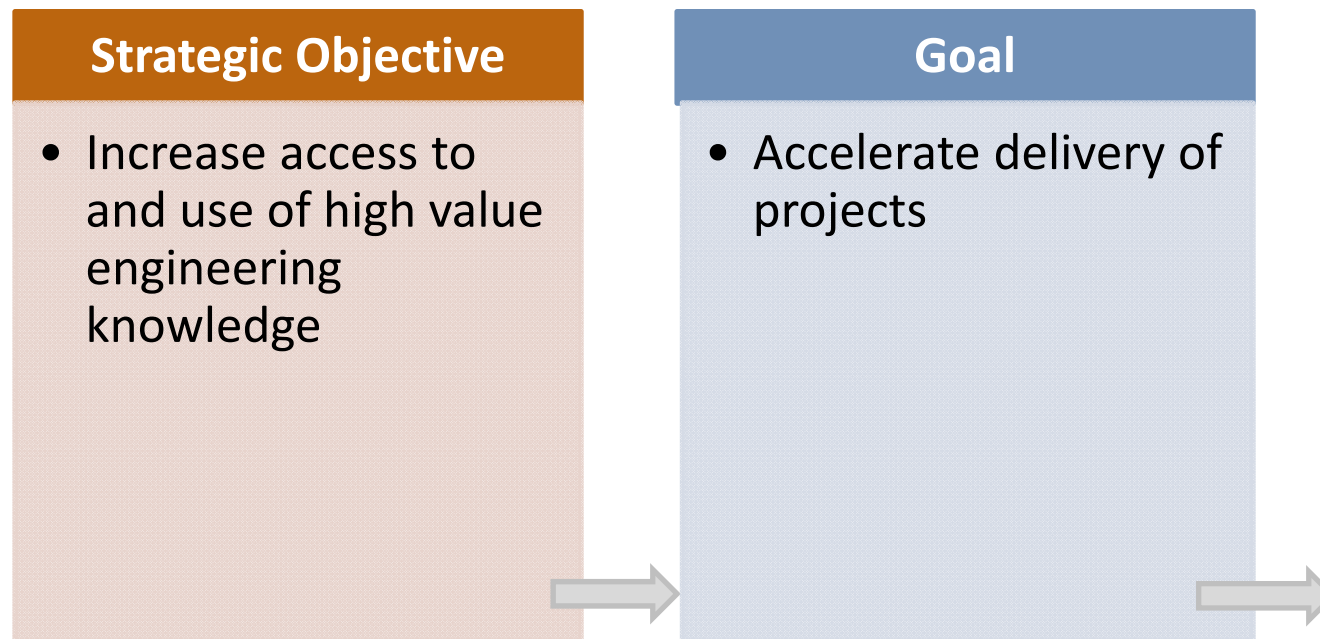 Strategic Objective
• Increase access to
and use of high value
engineering
knowledge
Goal
• Accelerate delivery of
projects